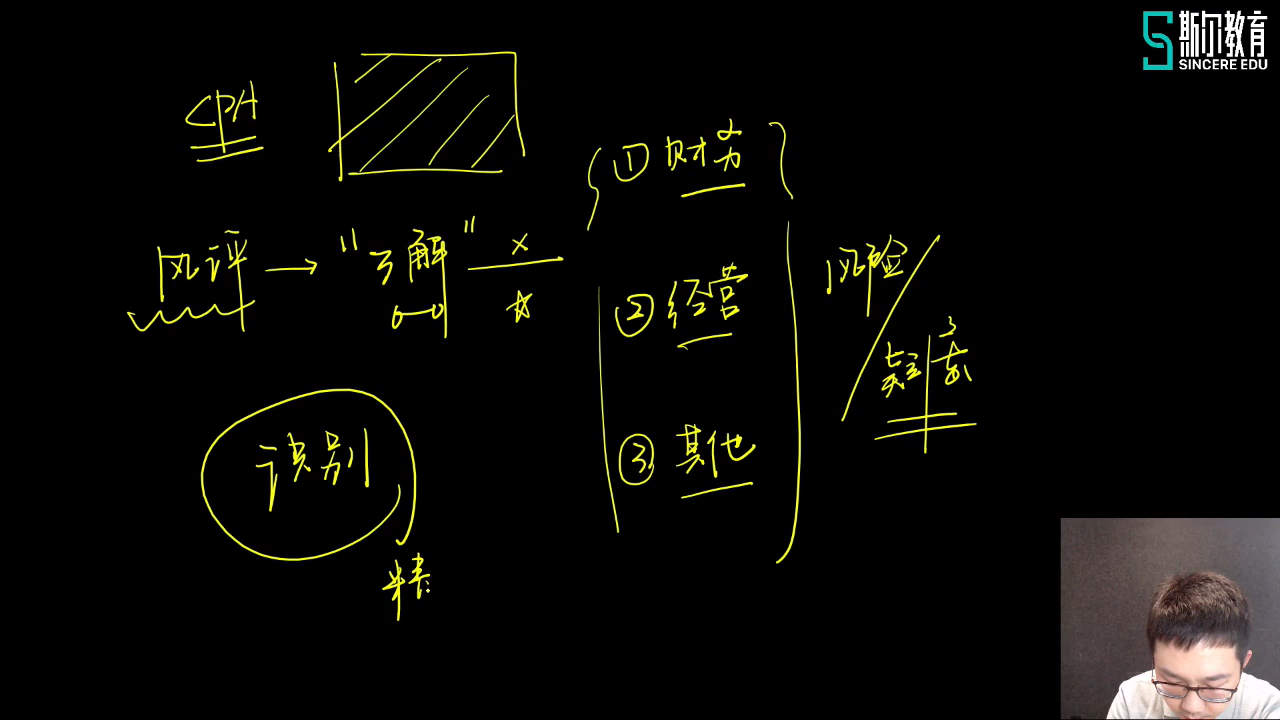 斯尔教育
SINCERE EDU
CPA
① 财务
风评 → "了解" ×
② 经营
风险
③ 其他
识别
精